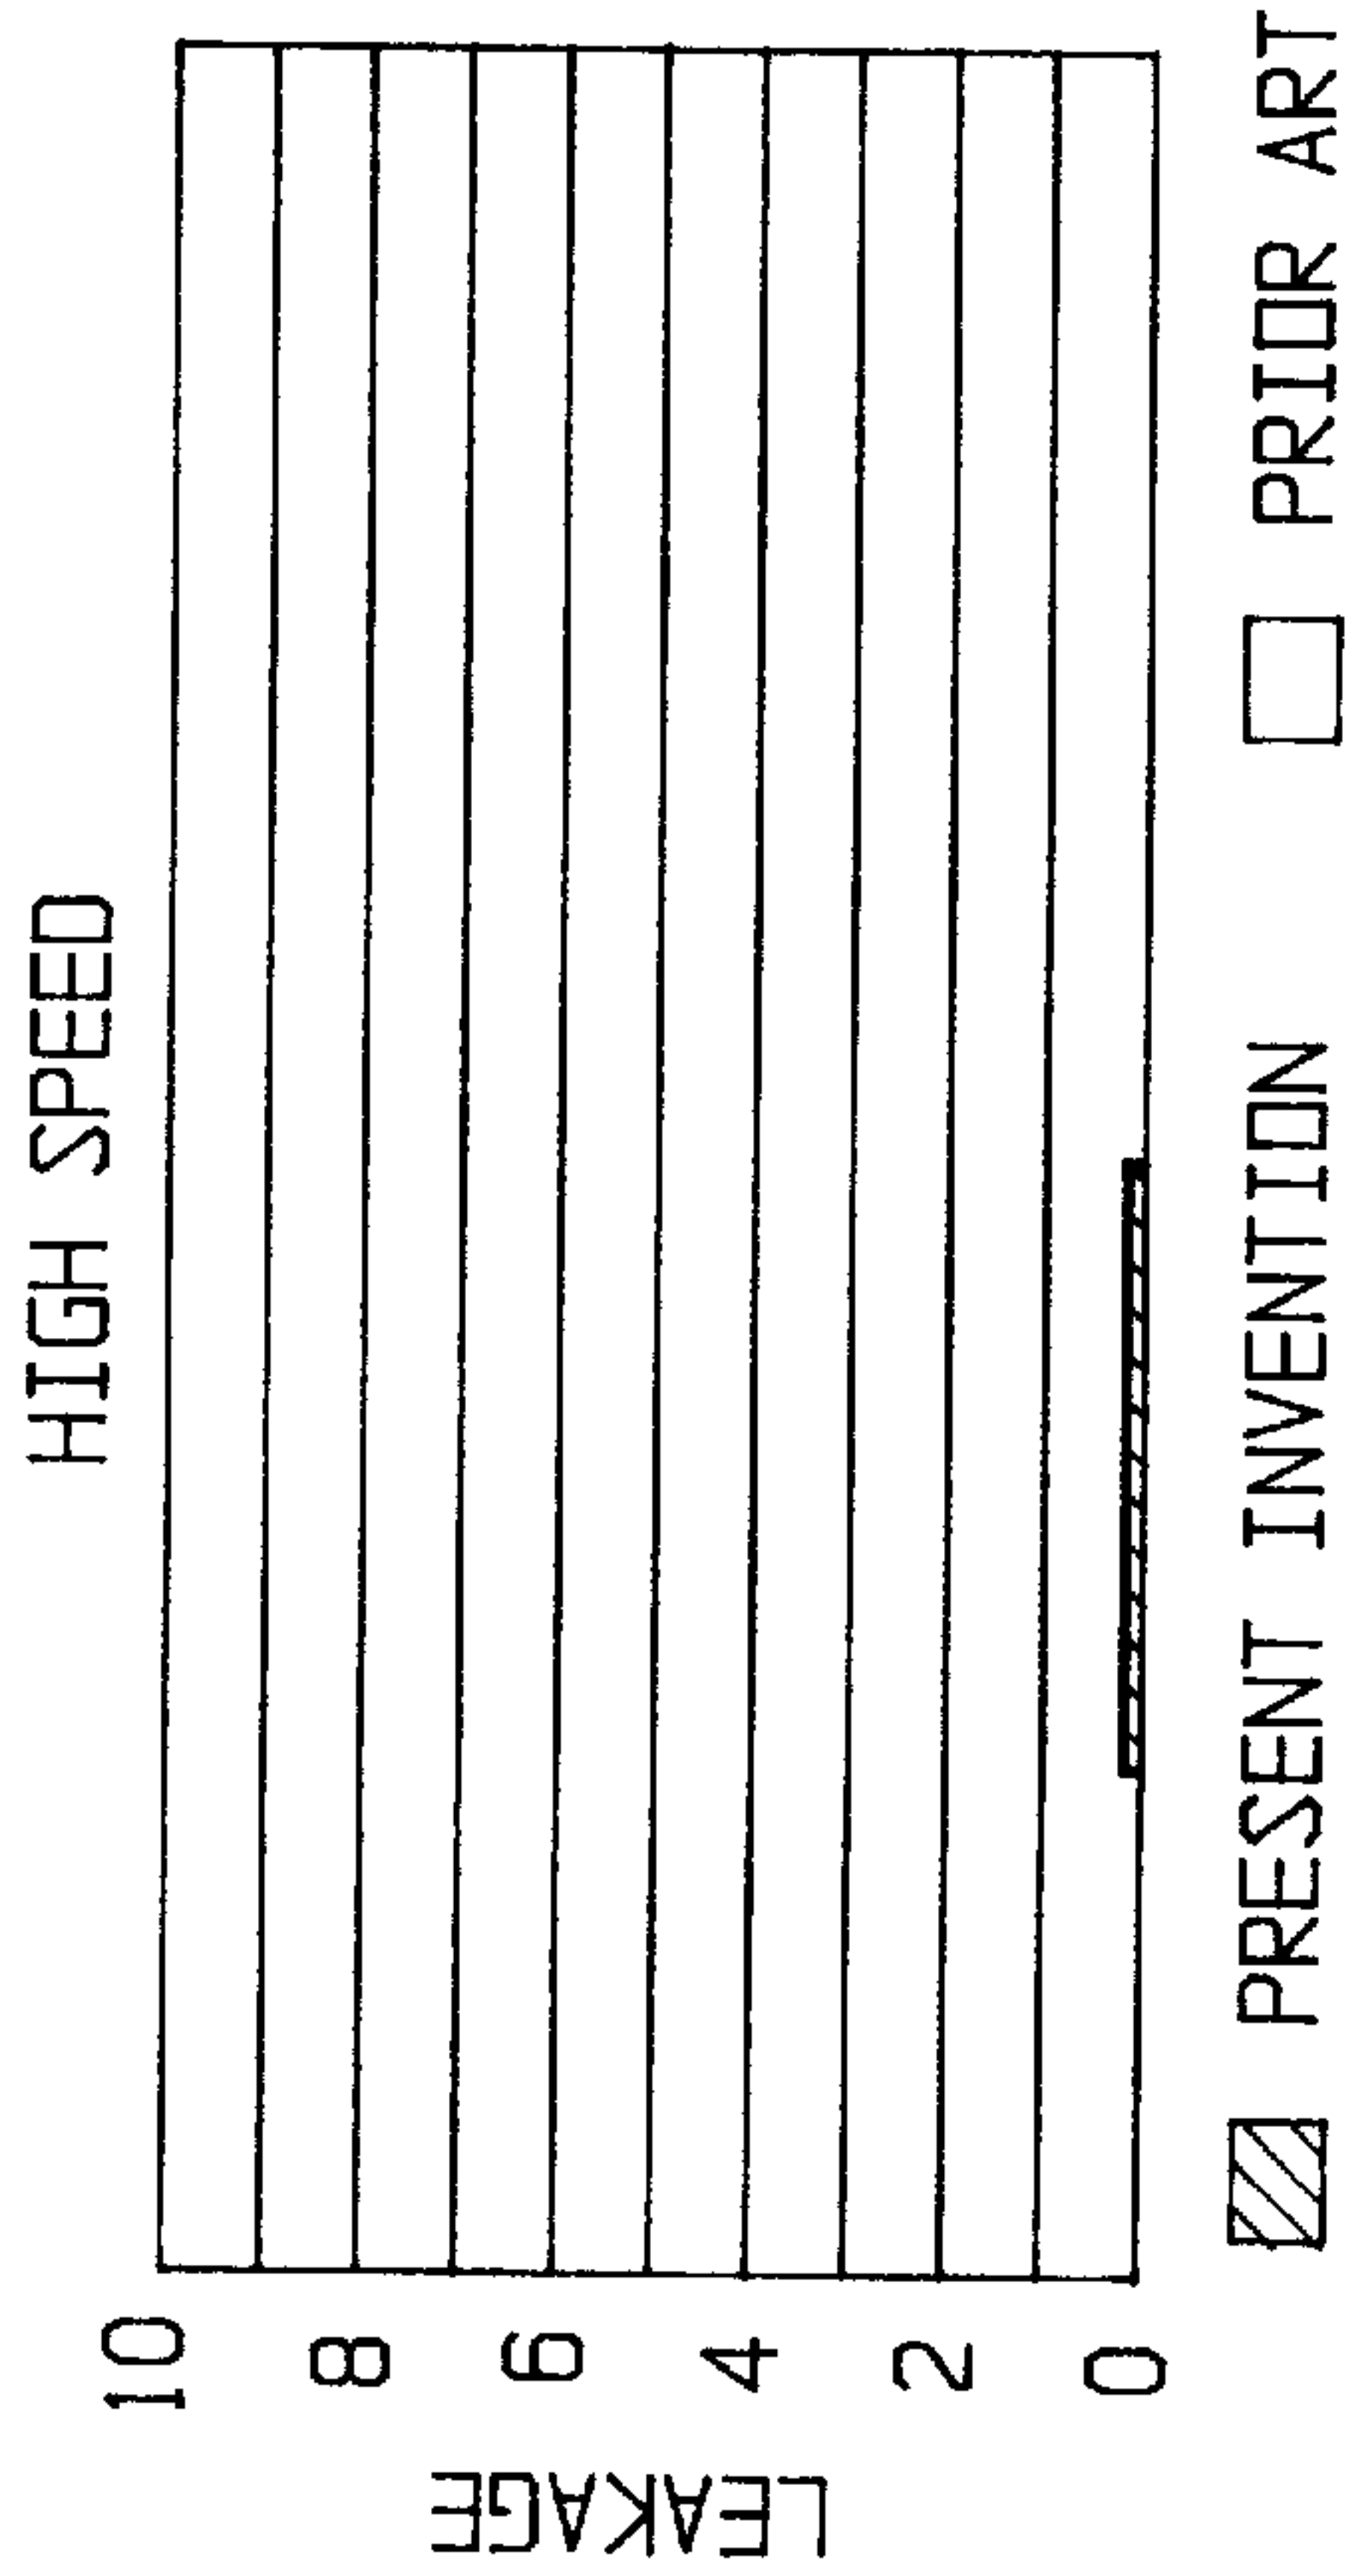 HIGH SPEED
LEAKAGE
10
8
6
4
2
0
PRESENT INVENTION
PRIOR ART